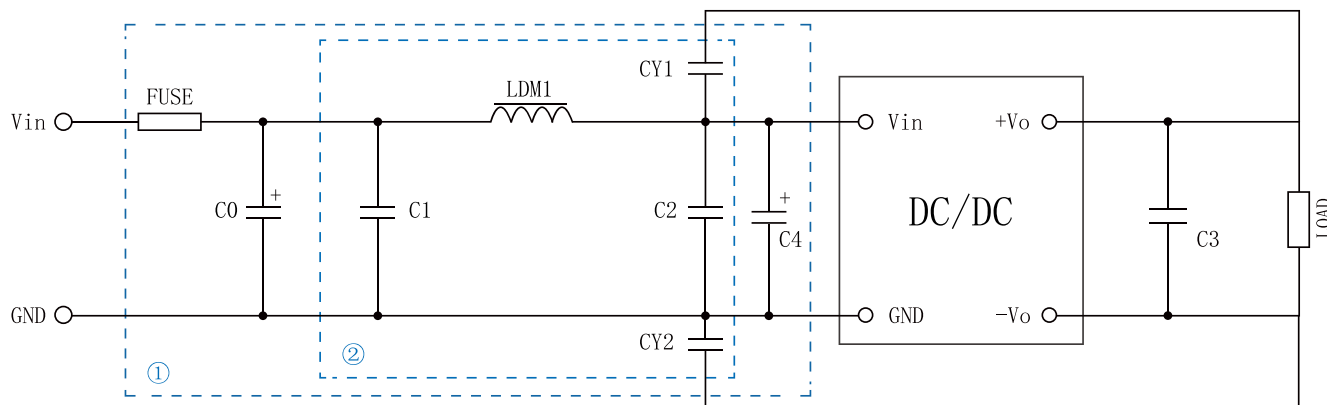 CY1
FUSE
LDM1
Vin
Vin
+Vo
C0
+
C1
C2
+
C4
DC/DC
C3
LOAD
GND
GND
-Vo
CY2
①
②